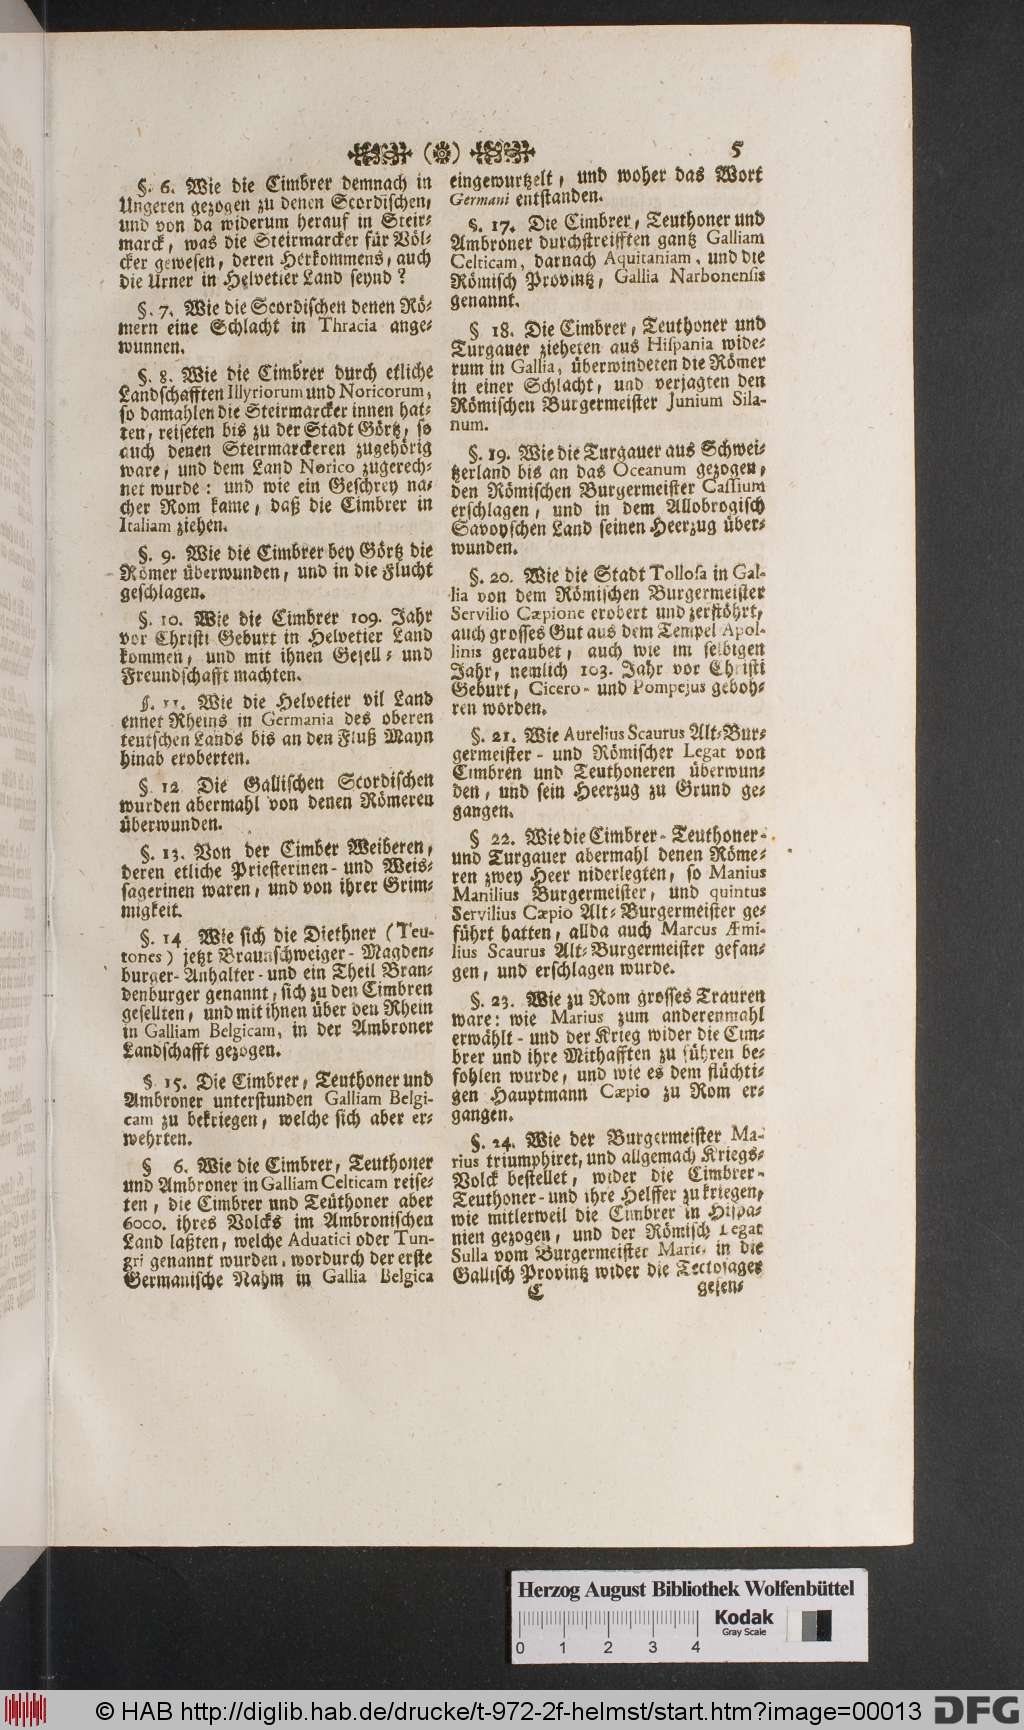 (❁) 5
§. 6. Wie die Cimbrer demnach in
Ungeren gezogen zu denen Scordischen,
und von da widerum herauf in Steir-
marck, was die Steirmarcker für Völ-
cker gewesen, deren Herkommens, auch
die Urner in Helvetier Land seynd?
§. 7. Wie die Scordischen denen Rö-
mern eine Schlacht in Thracia ange-
wunnen.
§. 8. Wie die Cimbrer durch etliche
Landschafften Illyriorum und Noricorum,
so damahlen die Steirmarcker innen hat-
ten, reiseten bis zu der Stadt Görtz, so
auch denen Steirmarckeren zugehörig
ware, und dem Land Norico zugerech-
net wurde: und wie ein Geschrey na-
cher Rom kame, daß die Cimbrer in
Italiam ziehen.
§. 9. Wie die Cimbrer bey Görtz die
Römer überwunden, und in die Flucht
geschlagen.
§. 10. Wie die Cimbrer 109. Jahr
vor Christi Geburt in Helvetier Land
kommen, und mit ihnen Gesell- und
Freundschafft machten.
§. 11. Wie die Helvetier vil Land
ennet Rheins in Germania des oberen
teutschen Lands bis an den Fluß Mayn
hinab eroberten.
§ 12 Die Gallischen Scordischen
wurden abermahl von denen Römeren
überwunden.
§. 13. Von der Cimber Weiberen,
deren etliche Priesterinen- und Weis-
sagerinen waren, und von ihrer Grim-
migkeit.
§. 14 Wie sich die Diethner (Teu-
tones) jetzt Braunschweiger- Magden-
burger- Anhalter- und ein Theil Bran-
denburger genannt, sich zu den Cimbren
gesellten, und mit ihnen über den Rhein
in Galliam Belgicam, in der Ambroner
Landschafft gezogen.
§ 15. Die Cimbrer, Teuthoner und
Ambroner unterstunden Galliam Belgi-
cam zu bekriegen, welche sich aber er-
wehrten.
§ 6. Wie die Cimbrer, Teuthoner
und Ambroner in Galliam Celticam reise-
ten, die Cimbrer und Teuthoner aber
6000. ihres Volcks im Ambronischen
Land laßten, welche Aduatici oder Tun-
gri genannt wurden, wordurch der erste
Germanische Nahm in Gallia Belgica
eingewurtzelt, und woher das Wort
Germani entstanden.
§. 17. Die Cimbrer, Teuthoner und
Ambroner durchstreifften gantz Galliam
Celticam, darnach Aquitaniam, und die
Römisch Provintz, Gallia Narbonensis
genannt.
§ 18. Die Cimbrer, Teuthoner und
Turgauer zieheten aus Hispania wide-
rum in Gallia, überwindeten die Römer
in einer Schlacht, und verjagten den
Römischen Burgermeister Junium Sila-
num.
§. 19. Wie die Turgauer aus Schwei-
tzerland bis an das Oceanum gezogen,
den Römischen Burgermeister Cassium
erschlagen, und in dem Allobrogisch
Savoyschen Land seinen Heerzug über-
wunden.
§. 20. Wie die Stadt Tollosa in Gal-
lia von dem Römischen Burgermeister
Servilio Cæpione erobert und zerstöhrt,
auch grosses Gut aus dem Tempel Apol-
linis geraubet, auch wie im selbigen
Jahr, nemlich 103. Jahr vor Christi
Geburt, Cicero- und Pompejus geboh-
ren worden.
§. 21. Wie Aurelius Scaurus Alt-Bur-
germeister- und Römischer Legat von
Cimbren und Teuthoneren überwun-
den, und sein Heerzug zu Grund ge-
gangen.
§ 22. Wie die Cimbrer- Teuthoner-
und Turgauer abermahl denen Röme-
ren zwey Heer niderlegten, so Manius
Manilius Burgermeister, und quintus
Servilius Cæpio Alt-Burgermeister ge-
führt hatten, allda auch Marcus Æmi-
lius Scaurus Alt-Burgermeister gefan-
gen, und erschlagen wurde.
§. 23. Wie zu Rom grosses Trauren
ware: wie Marius zum anderenmahl
erwählt- und der Krieg wider die Cim-
brer und ihre Mithafften zu führen be-
fohlen wurde, und wie es dem flüchti-
gen Hauptmann Cæpio zu Rom er-
gangen.
§. 24. Wie der Burgermeister Ma-
rius triumphiret, und allgemach Kriegs-
Volck bestellet, wider die Cimbrer-
Teuthoner- und ihre Helffer zu kriegen,
wie mitlerweil die Cimbrer in Hispa-
nien gezogen, und der Römisch Legat
Sulla vom Burgermeister Mario in die
Gallisch Provintz wider die Tectosager
C gesen-
Herzog August Bibliothek Wolfenbüttel
Kodak
Gray Scale
0 1 2 3 4
© HAB http://diglib.hab.de/drucke/t-972-2f-helmst/start.htm?image=00013 DFG